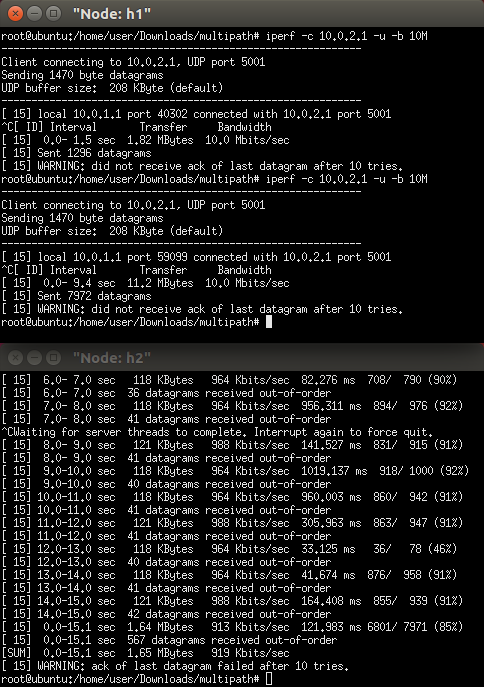 "Node: h1"
root@ubuntu:/home/user/Downloads/multipath# iperf -c 10.0.2.1 -u -b 10M
------------------------------------------------------------
Client connecting to 10.0.2.1, UDP port 5001
Sending 1470 byte datagrams
UDP buffer size:  208 KByte (default)
------------------------------------------------------------
[ 15] local 10.0.1.1 port 40302 connected with 10.0.2.1 port 5001
^C[ ID] Interval       Transfer     Bandwidth
[ 15]  0.0- 1.5 sec  1.82 MBytes  10.0 Mbits/sec
[ 15] Sent 1296 datagrams
[ 15] WARNING: did not receive ack of last datagram after 10 tries.
root@ubuntu:/home/user/Downloads/multipath# iperf -c 10.0.2.1 -u -b 10M
------------------------------------------------------------
Client connecting to 10.0.2.1, UDP port 5001
Sending 1470 byte datagrams
UDP buffer size:  208 KByte (default)
------------------------------------------------------------
[ 15] local 10.0.1.1 port 59099 connected with 10.0.2.1 port 5001
^C[ ID] Interval       Transfer     Bandwidth
[ 15]  0.0- 9.4 sec  11.2 MBytes  10.0 Mbits/sec
[ 15] Sent 7972 datagrams
[ 15] WARNING: did not receive ack of last datagram after 10 tries.
root@ubuntu:/home/user/Downloads/multipath#
"Node: h2"
[ 15]  6.0- 7.0 sec   118 KBytes   964 Kbits/sec  82.276 ms  708/  790 (90%)
[ 15]  6.0- 7.0 sec  36 datagrams received out-of-order
[ 15]  7.0- 8.0 sec   118 KBytes   964 Kbits/sec  956.311 ms  894/  976 (92%)
[ 15]  7.0- 8.0 sec  41 datagrams received out-of-order
^CWaiting for server threads to complete. Interrupt again to force quit.
[ 15]  8.0- 9.0 sec   121 KBytes   988 Kbits/sec  141.527 ms  831/  915 (91%)
[ 15]  8.0- 9.0 sec  41 datagrams received out-of-order
[ 15]  9.0-10.0 sec   118 KBytes   964 Kbits/sec  1019.137 ms  918/ 1000 (92%)
[ 15]  9.0-10.0 sec  40 datagrams received out-of-order
[ 15] 10.0-11.0 sec   118 KBytes   964 Kbits/sec  960.003 ms  860/  942 (91%)
[ 15] 10.0-11.0 sec  41 datagrams received out-of-order
[ 15] 11.0-12.0 sec   121 KBytes   988 Kbits/sec  305.963 ms  863/  947 (91%)
[ 15] 11.0-12.0 sec  41 datagrams received out-of-order
[ 15] 12.0-13.0 sec   118 KBytes   964 Kbits/sec  33.125 ms   36/   78 (46%)
[ 15] 12.0-13.0 sec  40 datagrams received out-of-order
[ 15] 13.0-14.0 sec   118 KBytes   964 Kbits/sec  41.674 ms  876/  958 (91%)
[ 15] 13.0-14.0 sec  41 datagrams received out-of-order
[ 15] 14.0-15.0 sec   121 KBytes   988 Kbits/sec  164.408 ms  855/  939 (91%)
[ 15] 14.0-15.0 sec  42 datagrams received out-of-order
[ 15]  0.0-15.1 sec  1.64 MBytes   913 Kbits/sec  121.983 ms 6801/ 7971 (85%)
[ 15]  0.0-15.1 sec  567 datagrams received out-of-order
[SUM]  0.0-15.1 sec  1.65 MBytes   919 Kbits/sec
[ 15] WARNING: ack of last datagram failed after 10 tries.
root@ubuntu:/home/user/Downloads/multipath#